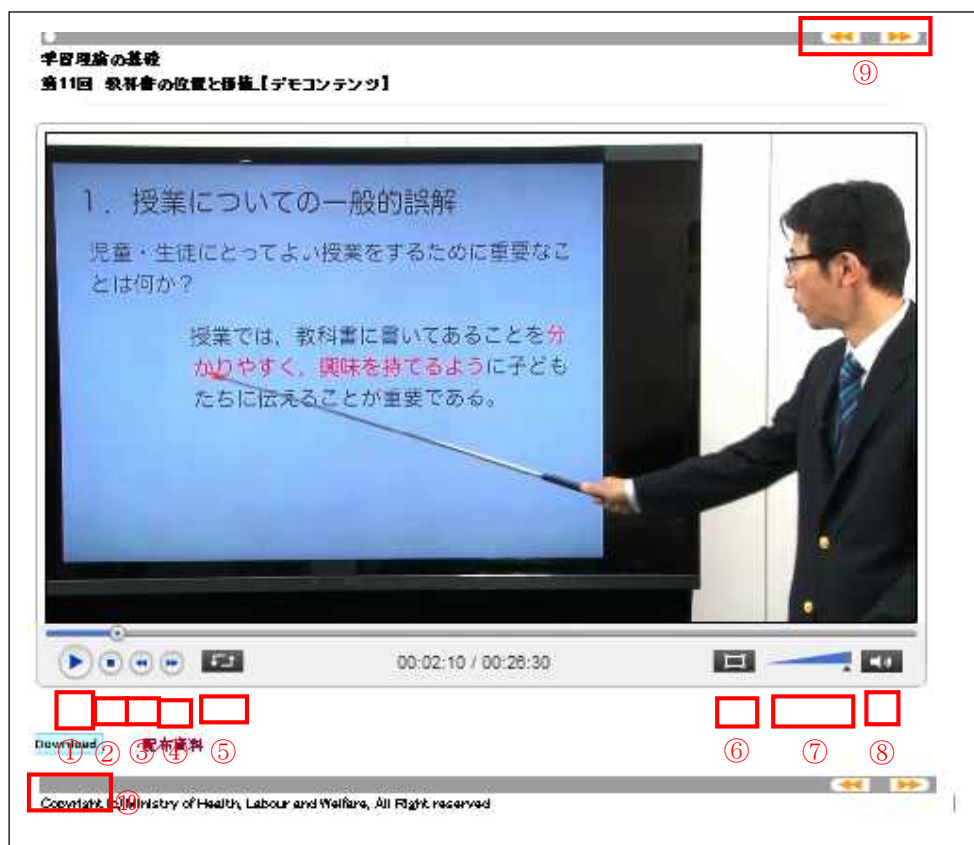 ⑨
学習理論の基礎
第11回 教科書の位置と価値【デモコンテンツ】
1．授業についての一般的誤解
児童・生徒にとってよい授業をするために重要なこ
とは何か？
授業では，教科書に書いてあることを分
かりやすく，興味を持てるように子ども
たちに伝えることが重要である。
00:02:10 / 00:26:30
① ② ③ ④ ⑤ ⑥ ⑦ ⑧
Download 配布資料
⑩
Copyright (c) Ministry of Health, Labour and Welfare, All Right reserved